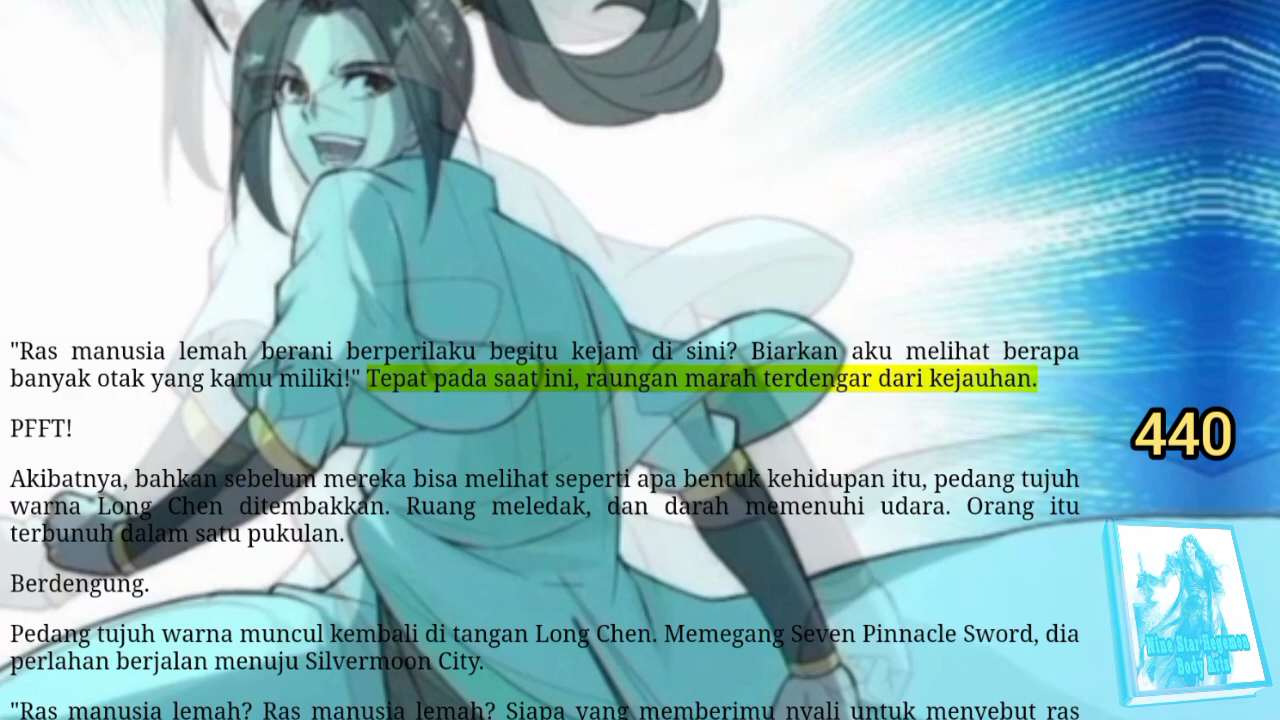 "Ras manusia lemah berani berperilaku begitu kejam di sini? Biarkan aku melihat berapa
banyak otak yang kamu miliki!" Tepat pada saat ini, raungan marah terdengar dari kejauhan.
PFFT!
440
Akibatnya, bahkan sebelum mereka bisa melihat seperti apa bentuk kehidupan itu, pedang tujuh
warna Long Chen ditembakkan. Ruang meledak, dan darah memenuhi udara. Orang itu
terbunuh dalam satu pukulan.
Berdengung.
Pedang tujuh warna muncul kembali di tangan Long Chen. Memegang Seven Pinnacle Sword, dia
perlahan berjalan menuju Silvermoon City.
Nine Star Hegemon
Body Arts
"Ras manusia lemah? Ras manusia lemah? Siapa yang memberimu nyali untuk menyebut ras